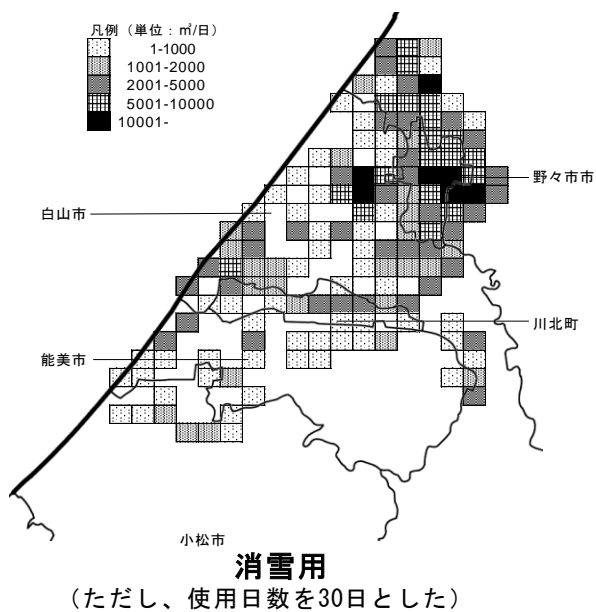 凡例（単位：㎥/日）
1-1000
1001-2000
2001-5000
5001-10000
10001-
野々市市
白山市
川北町
能美市
小松市
消雪用
（ただし、使用日数を30日とした）